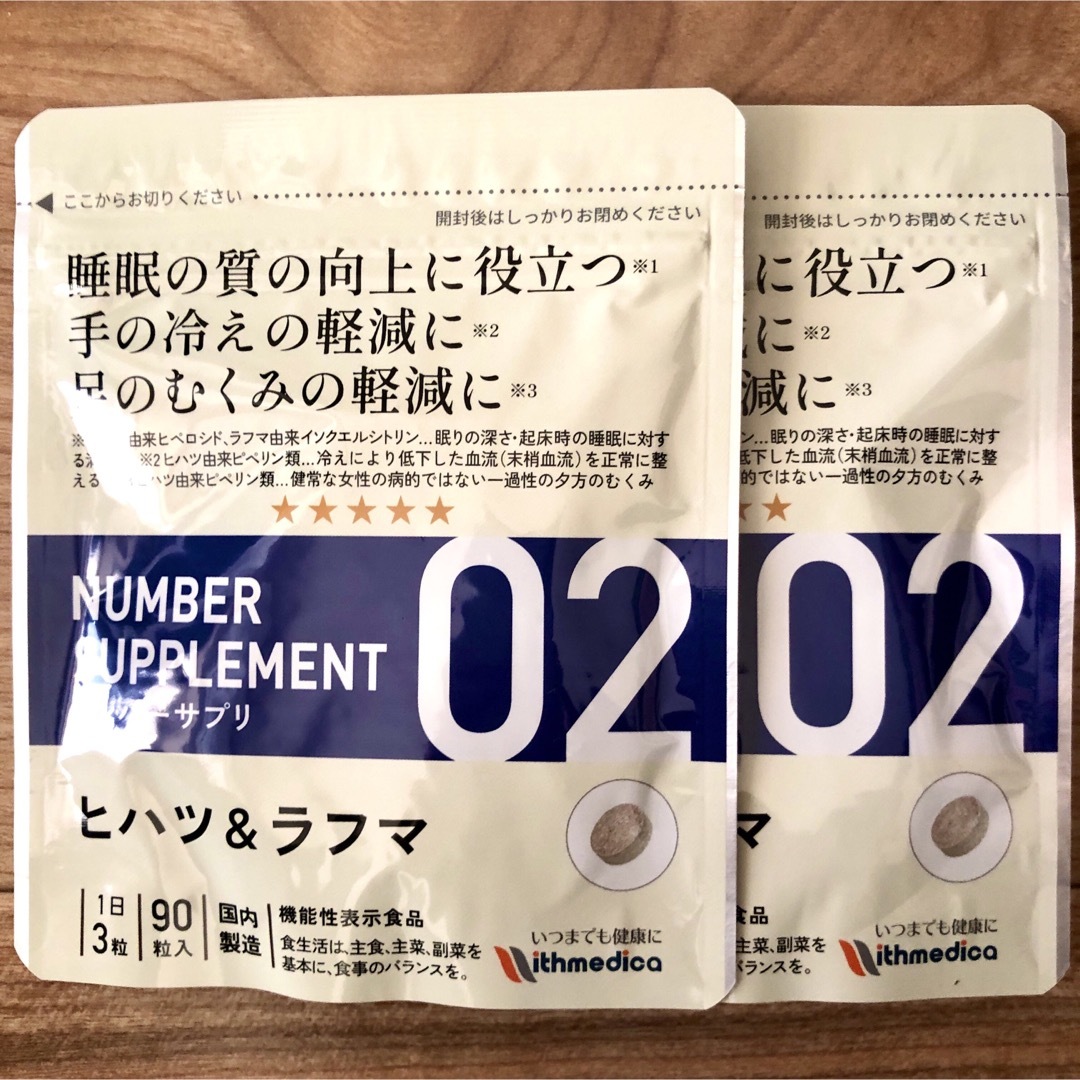 ここからお切りください
開封後はしっかりお閉めください
睡眠の質の向上に役立つ※1
手の冷えの軽減に※2
足のむくみの軽減に※3
由来ヒペロシド、ラフマ由来イソクエルシトリン…眠りの深さ・起床時の睡眠に対す
る ※2ヒハツ由来ピペリン類…冷えにより低下した血流(末梢血流)を正常に整
える ヒハツ由来ピペリン類…健常な女性の病的ではない一過性の夕方のむくみ
NUMBER
SUPPLEMENT
ーサプリ
02
ヒハツ&ラフマ
1日
3粒
90
粒入
国内
製造
機能性表示食品
食生活は、主食、主菜、副菜を
基本に、食事のバランスを。
いつまでも健康に
Withmedica
開封後はしっかりお閉めください
に役立つ※1
に※2
減に※3
ン…眠りの深さ・起床時の睡眠に対す
低下した血流(末梢血流)を正常に整
的ではない一過性の夕方のむくみ
02
マ
食品
、主菜、副菜を
バランスを。
いつまでも健康に
Withmedica